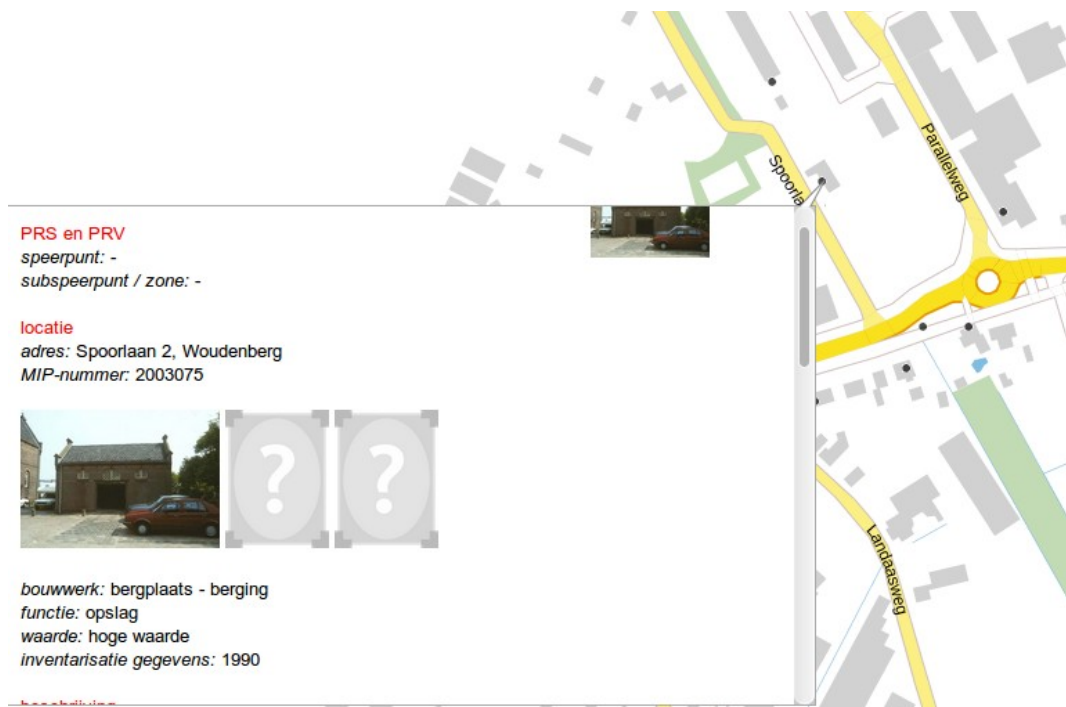 PRS en PRV
speerpunt: -
subspeerpunt / zone: -
locatie
adres: Spoorlaan 2, Woudenberg
MIP-nummer: 2003075
? ?
bouwwerk: bergplaats - berging
functie: opslag
waarde: hoge waarde
inventarisatie gegevens: 1990
beschrijving
Spoorla
Parallelweg
Landaasweg